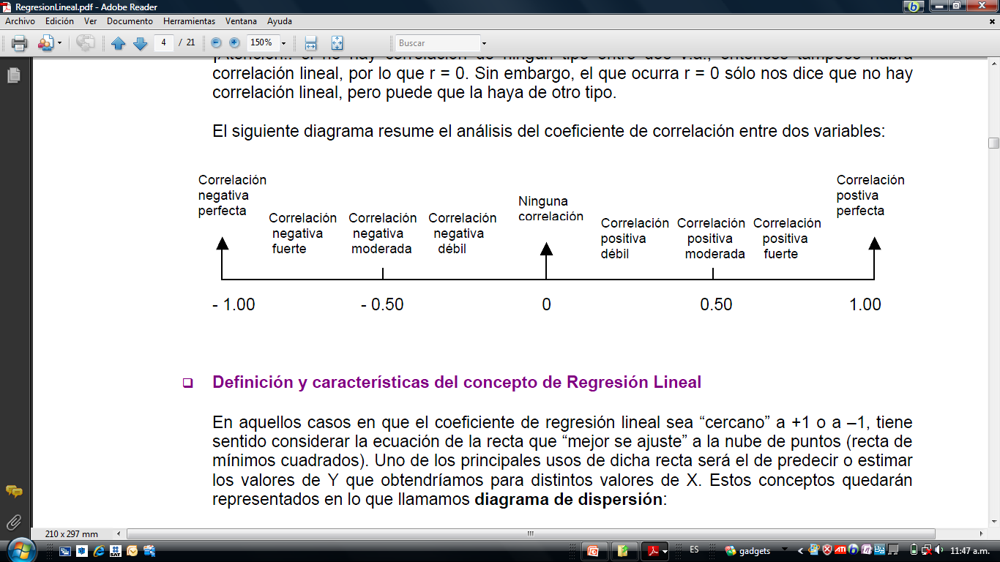 RegresionLineal.pdf - Adobe Reader
Archivo Edición Ver Documento Herramientas Ventana Ayuda
4 / 21 150% Buscar
correlación lineal, por lo que r = 0. Sin embargo, el que ocurra r = 0 sólo nos dice que no hay
correlación lineal, pero puede que la haya de otro tipo.
El siguiente diagrama resume el análisis del coeficiente de correlación entre dos variables:
Correlación
negativa
perfecta
Correlación
negativa
fuerte
Correlación
negativa
moderada
Correlación
negativa
débil
Ninguna
correlación
Correlación
positiva
débil
Correlación
positiva
moderada
Correlación
positiva
fuerte
Correlación
postiva
perfecta
- 1.00 - 0.50 0 0.50 1.00
Definición y características del concepto de Regresión Lineal
En aquellos casos en que el coeficiente de regresión lineal sea “cercano” a +1 o a –1, tiene
sentido considerar la ecuación de la recta que “mejor se ajuste” a la nube de puntos (recta de
mínimos cuadrados). Uno de los principales usos de dicha recta será el de predecir o estimar
los valores de Y que obtendríamos para distintos valores de X. Estos conceptos quedarán
representados en lo que llamamos diagrama de dispersión:
210 x 297 mm
SAT ES gadgets ATI 11:47 a.m.